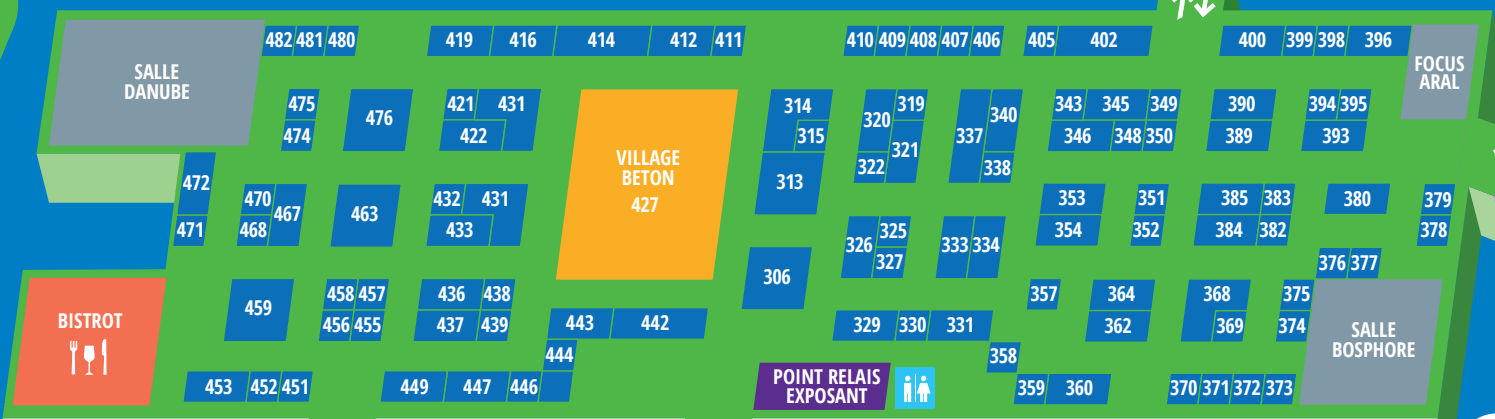 482 481 480 419 416 414 412 411 410 409 408 407 406 405 402 400 399 398 396
SALLE
DANUBE
FOCUS
ARAL
475 476 421 431 314 320 319 337 340 343 345 349 390 394 395
474 422 315 322 321 338 346 348 350 389 393
VILLAGE
BETON
427
472 313
471 470 467 463 432 431 353 351 385 383 380 379
468 433 326 325 333 334 354 352 384 382 378
327 376 377
306
459 458 457 436 438 357 364 368 375
456 455 437 439 443 442 329 330 331 362 369 374
BISTROT
SALLE
BOSPHORE
444 358
453 452 451 449 447 446 359 360 370 371 372 373
POINT RELAIS
EXPOSANT